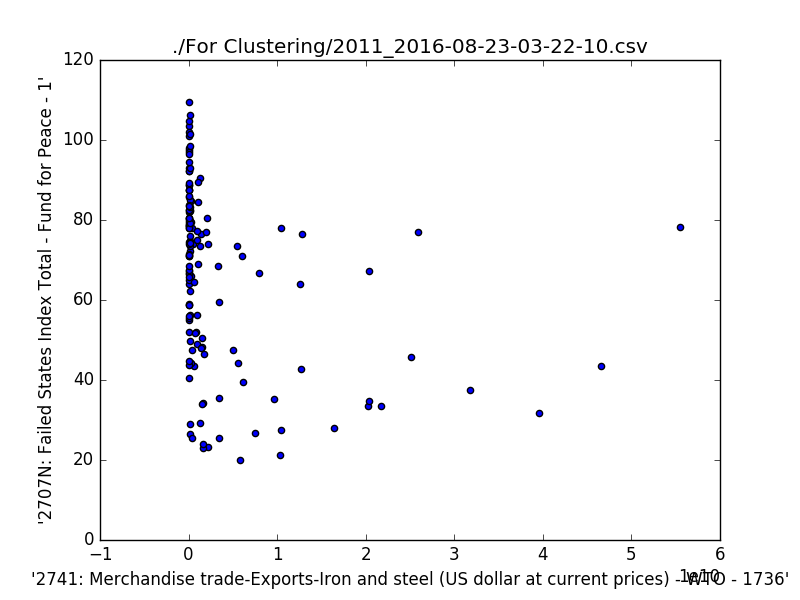 ./For Clustering/2011_2016-08-23-03-22-10.csv
'2707N: Failed States Index Total - Fund for Peace - 1'
120
100
80
60
40
20
0
−1 0 1 2 3 4 5 6
1e10
'2741: Merchandise trade-Exports-Iron and steel (US dollar at current prices) - WTO - 1736'